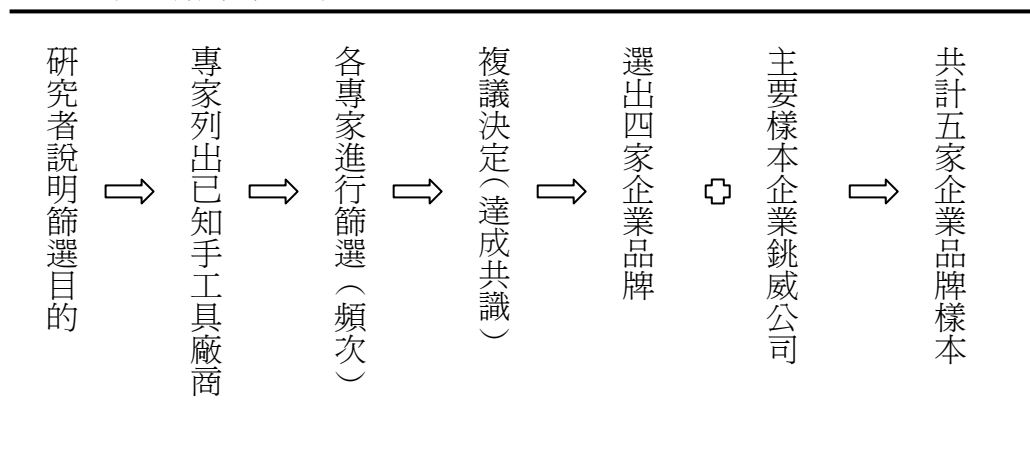 研究者說明篩選目的
專家列出已知手工具廠商
各專家進行篩選（頻次）
複議決定（達成共識）
選出四家企業品牌
主要樣本企業銚威公司
共計五家企業品牌樣本